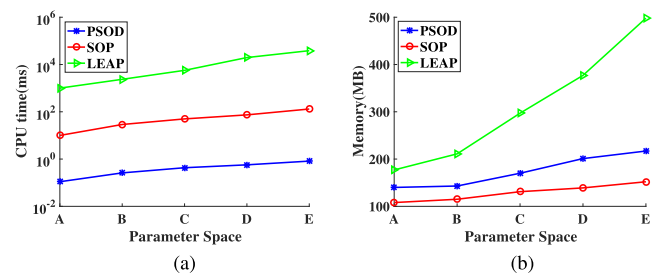 10^6
10^4
10^2
10^0
10^-2
CPU time(ms)
PSOD
SOP
LEAP
A B C D E
Parameter Space
(a)
500
400
300
200
100
Memory(MB)
PSOD
SOP
LEAP
A B C D E
Parameter Space
(b)